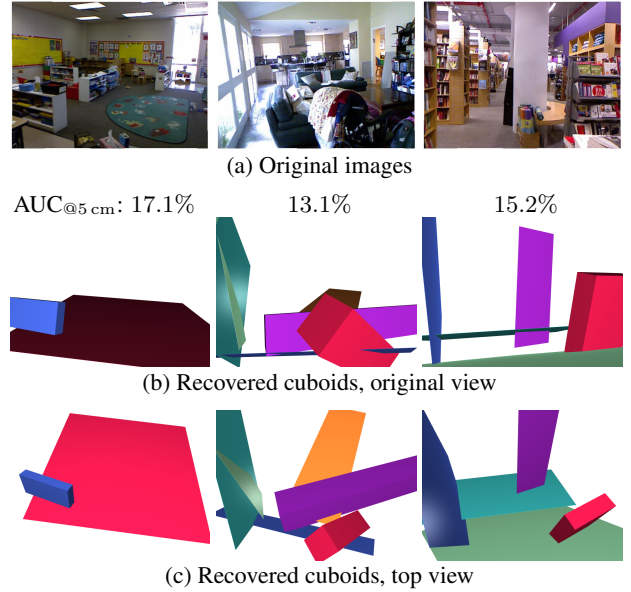 (a) Original images
AUC@5 cm: 17.1% 13.1% 15.2%
(b) Recovered cuboids, original view
(c) Recovered cuboids, top view